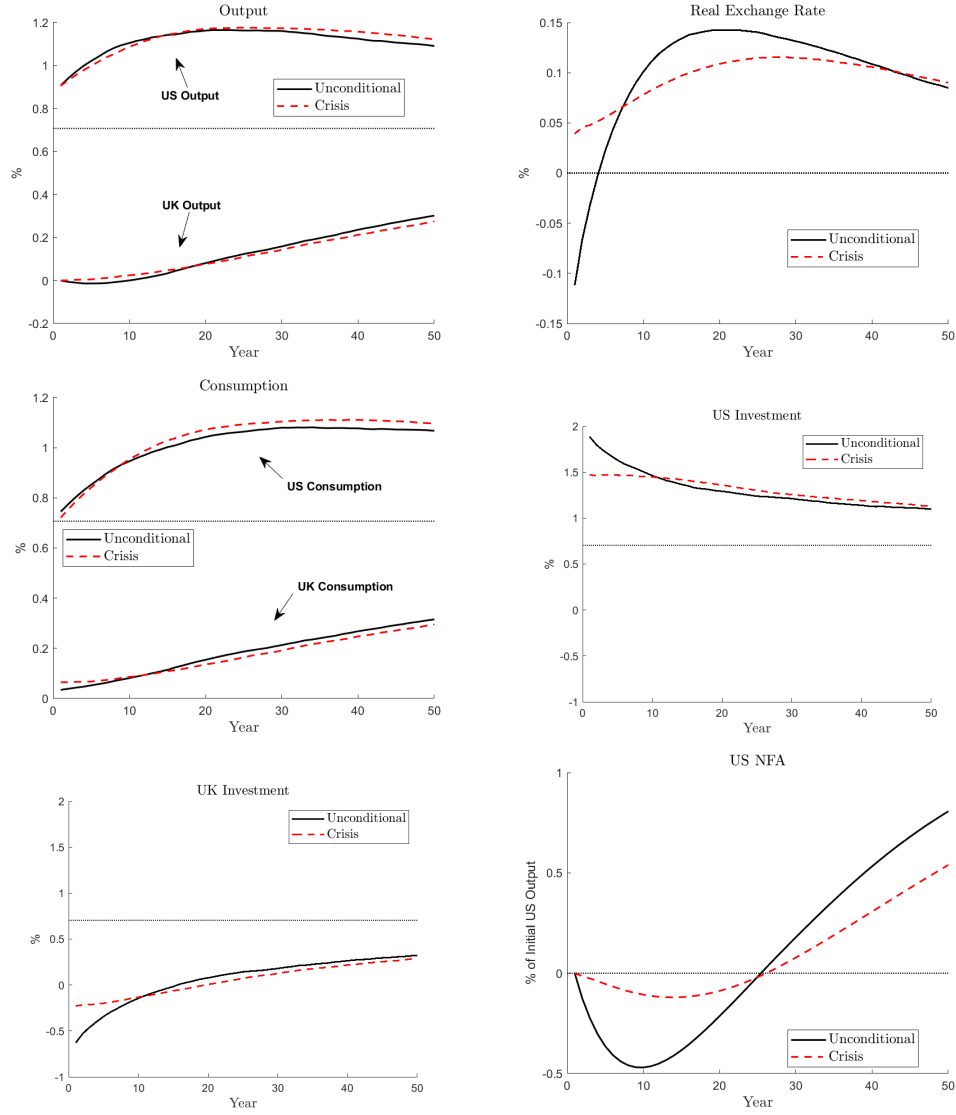 Output
1.2
1
0.8
0.6
0.4
0.2
0
-0.2
%
US Output
Unconditional
Crisis
UK Output
0 10 20 30 40 50
Year
Real Exchange Rate
0.15
0.1
0.05
0
-0.05
-0.1
-0.15
%
Unconditional
Crisis
0 10 20 30 40 50
Year
Consumption
1.2
1
0.8
0.6
0.4
0.2
0
%
US Consumption
Unconditional
Crisis
UK Consumption
0 10 20 30 40 50
Year
US Investment
2
1.5
1
0.5
0
-0.5
-1
%
Unconditional
Crisis
0 10 20 30 40 50
Year
UK Investment
2
1.5
1
0.5
0
-0.5
-1
%
Unconditional
Crisis
0 10 20 30 40 50
Year
US NFA
1
0.5
0
-0.5
% of Initial US Output
Unconditional
Crisis
0 10 20 30 40 50
Year